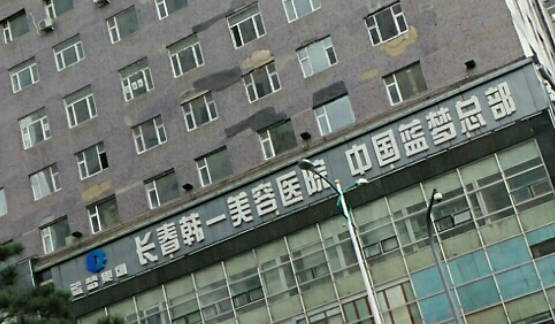 蓝梦集团
长春韩一美容医院 中国蓝梦总部